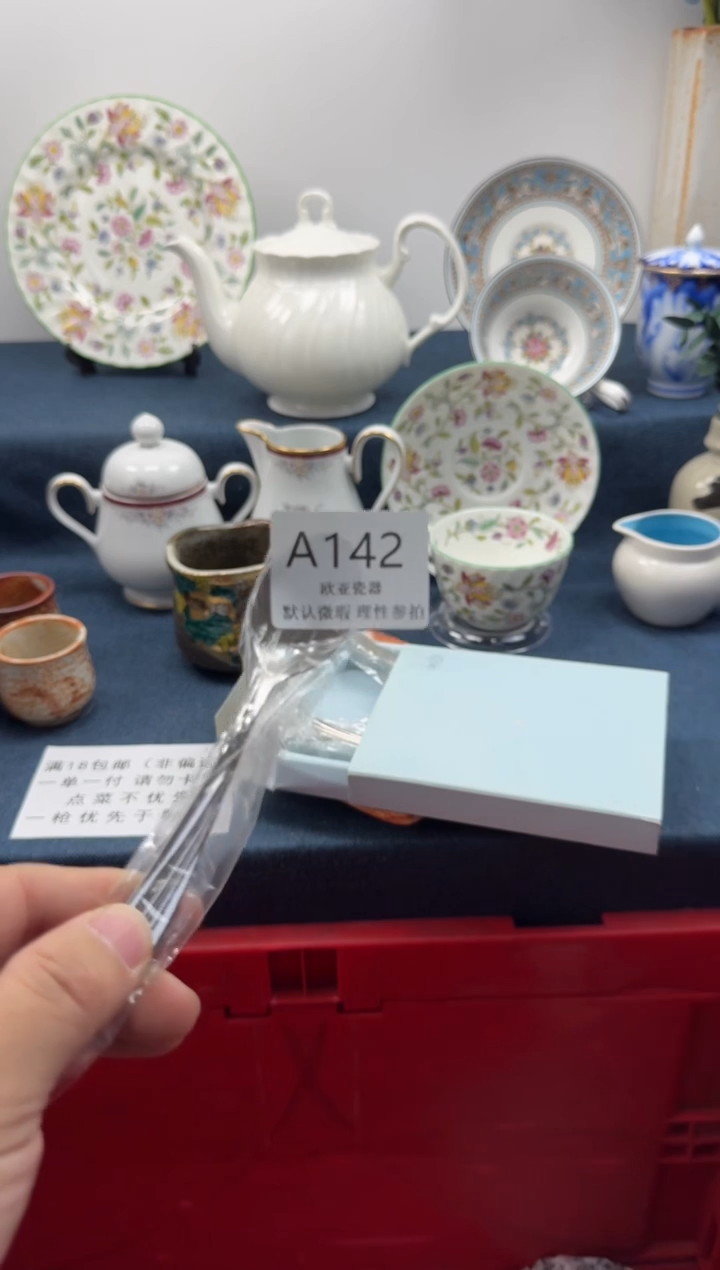 A142
欧亚瓷器
默认微瑕 理性参拍
满18包邮（非偏
一单一付 请勿卡
点菜不优先
一枪优先于